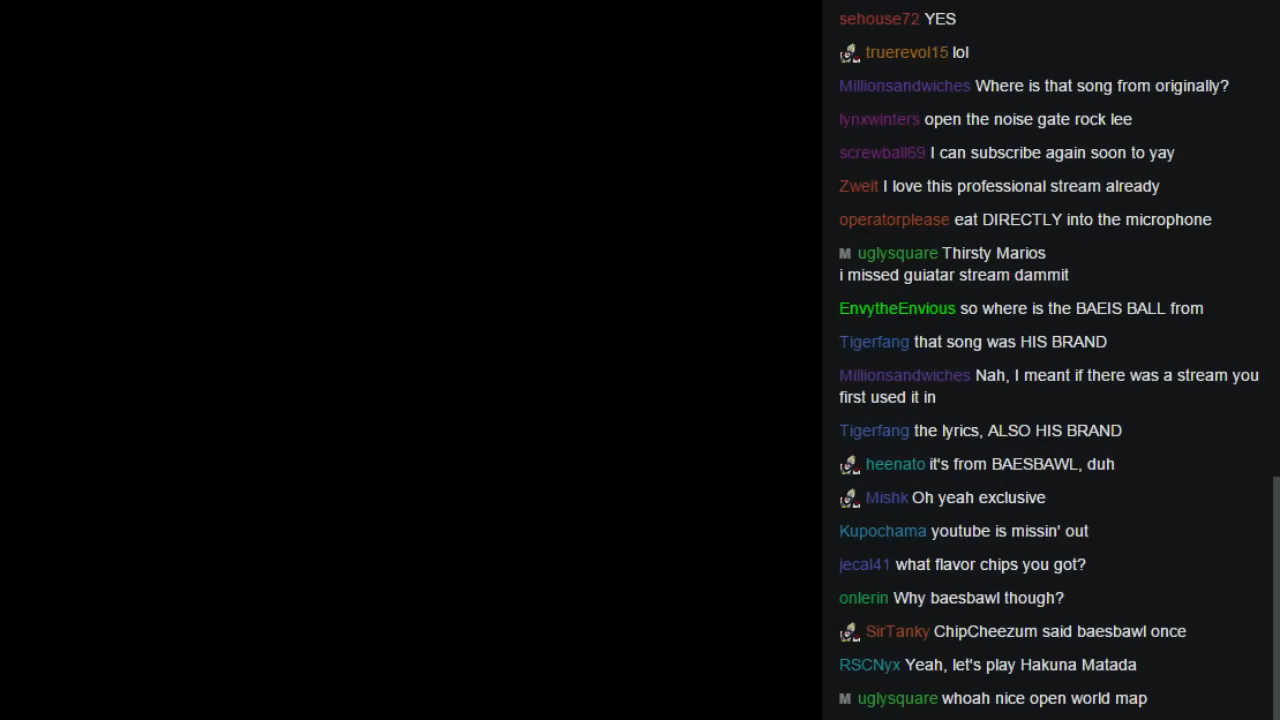 sehouse72 YES
truerevol15 lol
Millionsandwiches Where is that song from originally?
lynxwinters open the noise gate rock lee
screwball69 I can subscribe again soon to yay
Zweit I love this professional stream already
operatorplease eat DIRECTLY into the microphone
M uglysquare Thirsty Marios
i missed guiatar stream dammit
EnvytheEnvious so where is the BAEIS BALL from
Tigerfang that song was HIS BRAND
Millionsandwiches Nah, I meant if there was a stream you
first used it in
Tigerfang the lyrics, ALSO HIS BRAND
heenato it's from BAESBAWL, duh
Mishk Oh yeah exclusive
Kupochama youtube is missin' out
jecal41 what flavor chips you got?
onlerin Why baesbawl though?
SirTanky ChipCheezum said baesbawl once
RSCNyx Yeah, let's play Hakuna Matada
M uglysquare whoah nice open world map